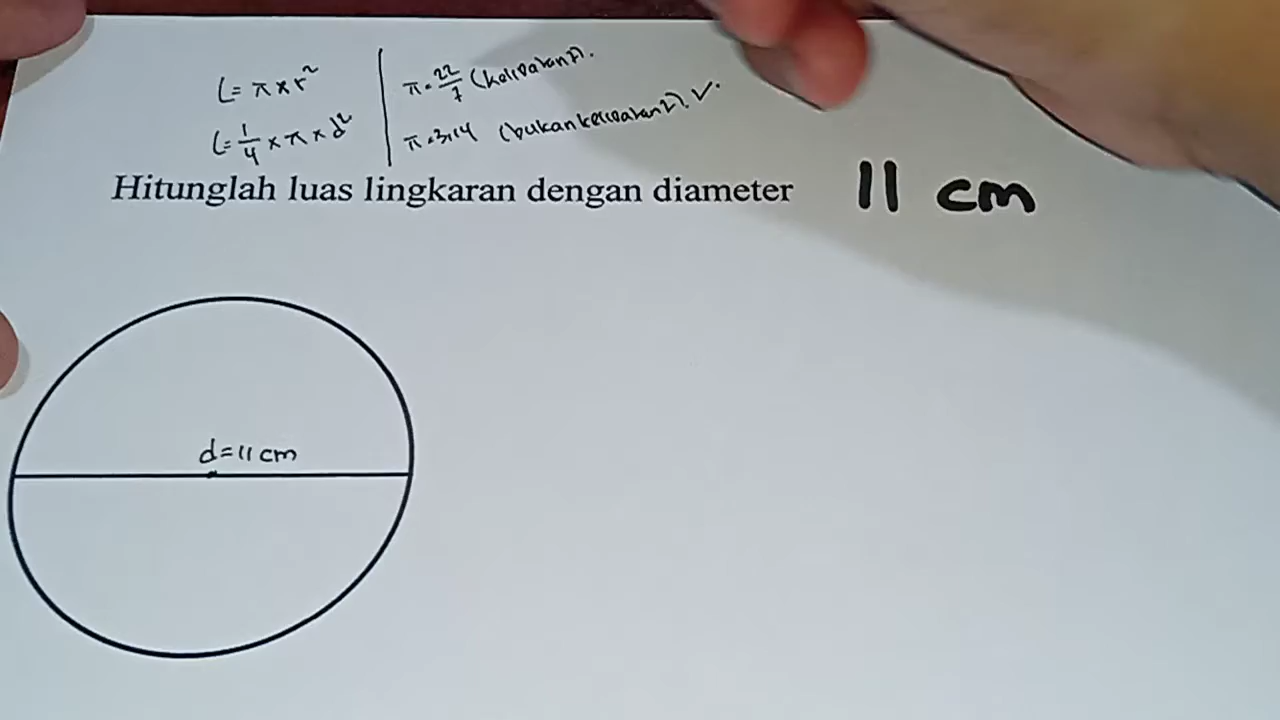 L = π × r²
L = 1/4 × π × d²
π = 22/7 (kelipatan 7).
π = 3,14 (bukan kelipatan 7). ✓.
Hitunglah luas lingkaran dengan diameter 11 cm
d = 11 cm